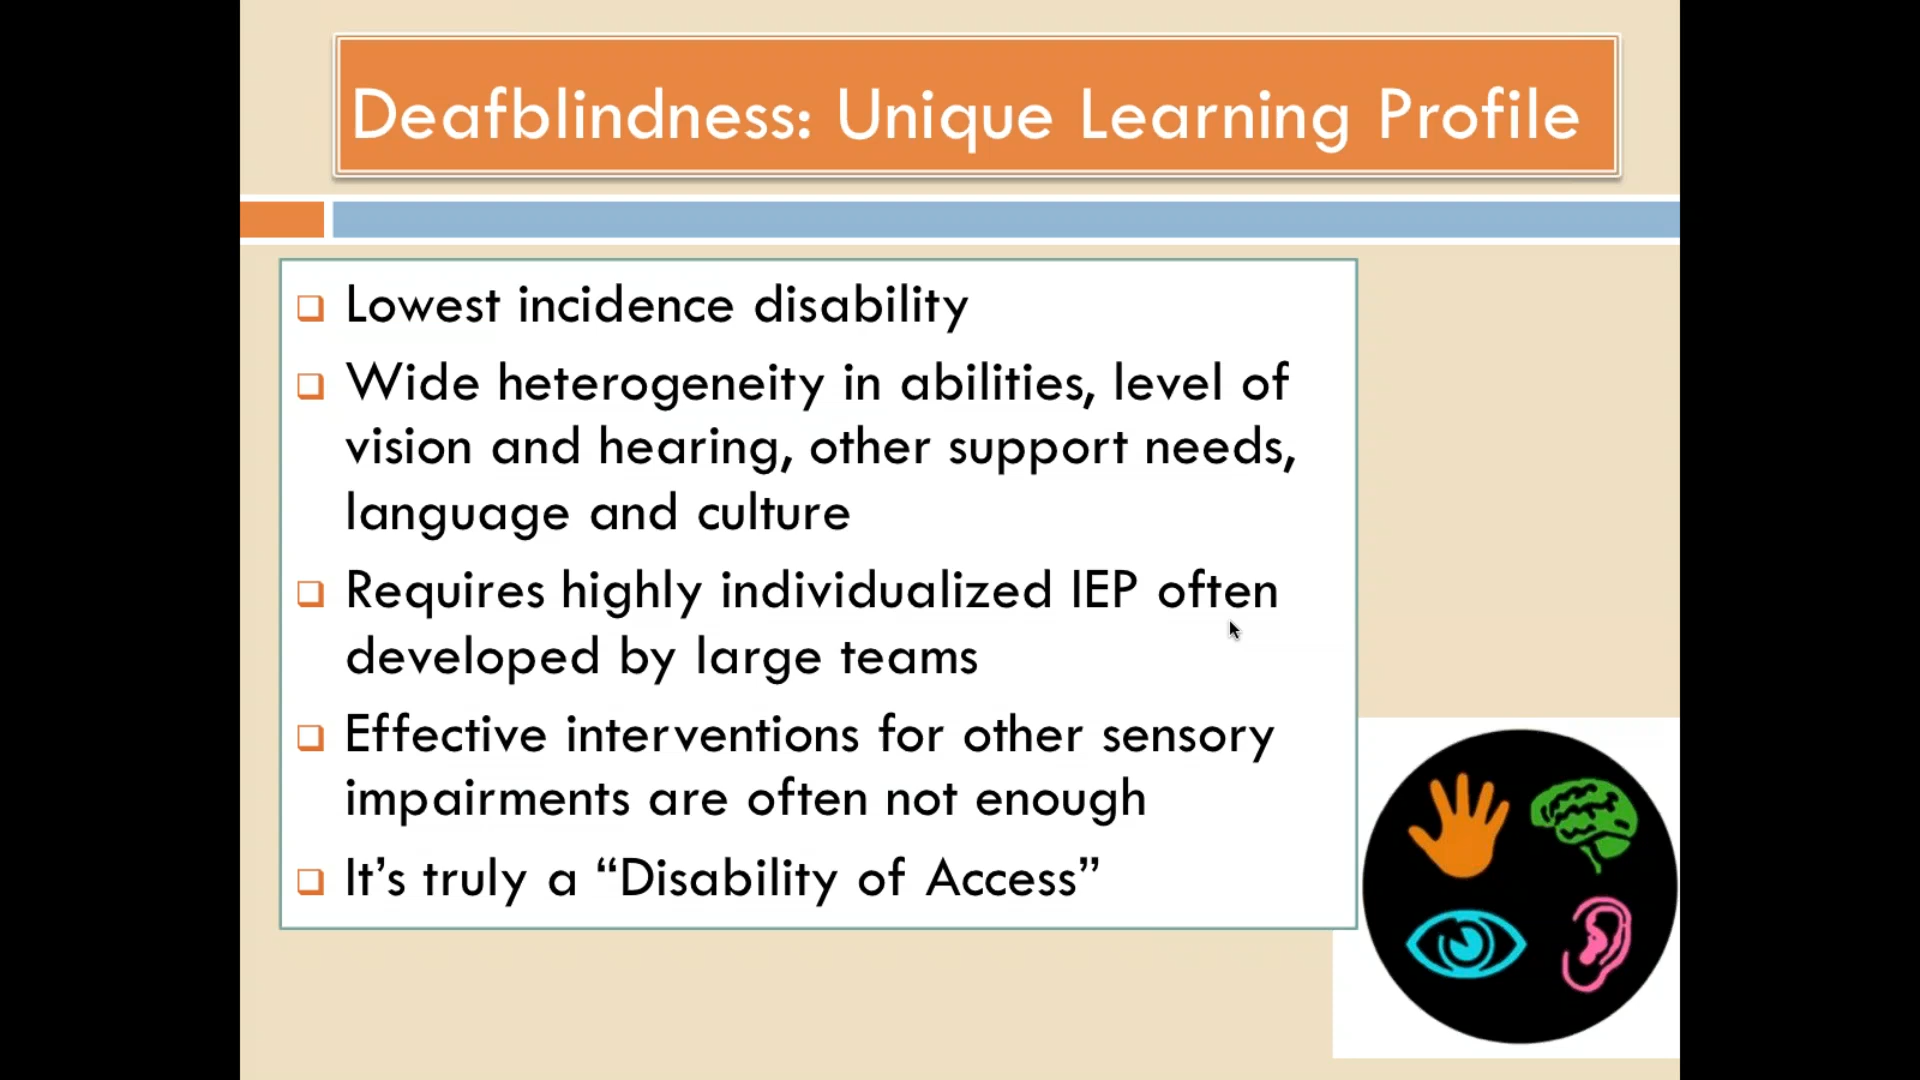 Deafblindness: Unique Learning Profile
Lowest incidence disability
Wide heterogeneity in abilities, level of
vision and hearing, other support needs,
language and culture
Requires highly individualized IEP often
developed by large teams
Effective interventions for other sensory
impairments are often not enough
It’s truly a “Disability of Access”